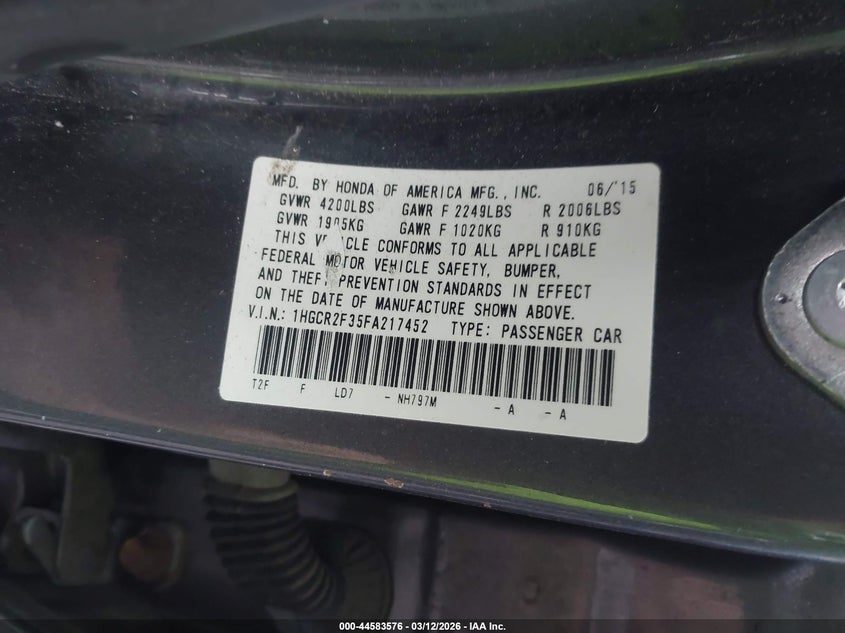 MFD. BY HONDA OF AMERICA MFG., INC. 06/'15
GVWR 4200LBS GAWR F 2249LBS R 2006LBS
GVWR GAWR F 1020KG R 910KG
THIS CONFORMS TO ALL APPLICABLE
FEDERAL MOTOR VEHICLE SAFETY, BUMPER,
AND THEFT PREVENTION STANDARDS IN EFFECT
ON THE DATE OF MANUFACTURE SHOWN ABOVE.
V.I.N.: 1HGCR2F35FA217452 TYPE: PASSENGER CAR
T2F F LD7 - NH797M - A - A
000-44583576 - 03/12/2026 - IAA Inc.